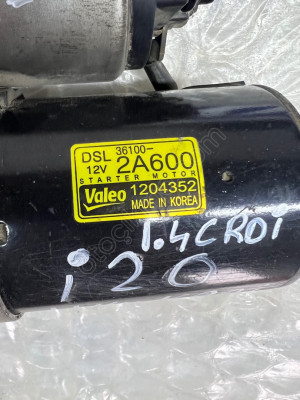 DSL 36100-
12V 2A600
STARTER MOTOR
Valeo 1204352
MADE IN KOREA
1.4CRDİ
i20